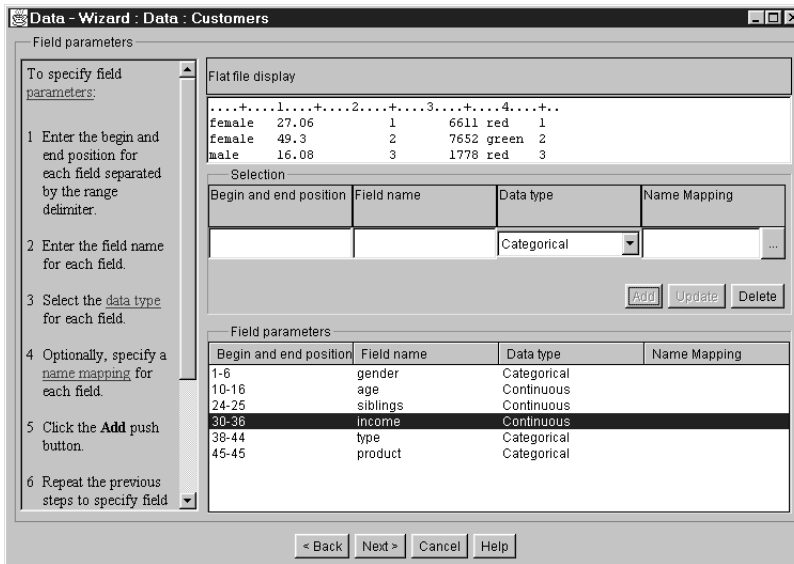 Data - Wizard : Data : Customers
Field parameters
To specify field
parameters:
1 Enter the begin and
end position for
each field separated
by the range
delimiter.
2 Enter the field name
for each field.
3 Select the data type
for each field.
4 Optionally, specify a
name mapping for
each field.
5 Click the Add push
button.
6 Repeat the previous
steps to specify field
Flat file display
....+....1....+....2....+....3....+....4....+..
female 27.06 1 6611 red 1
female 49.3 2 7652 green 2
male 16.08 3 1778 red 3
Selection
Begin and end position Field name Data type Name Mapping
Categorical ...
Add Update Delete
Field parameters
Begin and end position Field name Data type Name Mapping
1-6 gender Categorical
10-16 age Continuous
24-25 siblings Continuous
30-36 income Continuous
38-44 type Categorical
45-45 product Categorical
< Back Next > Cancel Help